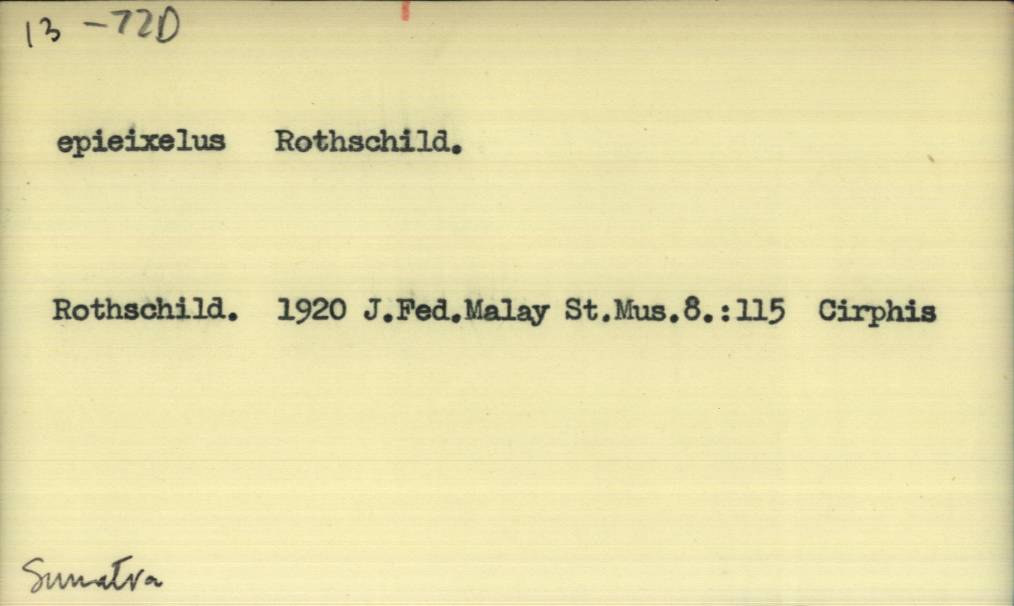 13 -72D
epieixelus Rothschild.
Rothschild. 1920 J.Fed.Malay St.Mus.8.:115 Cirphis
Sumatra